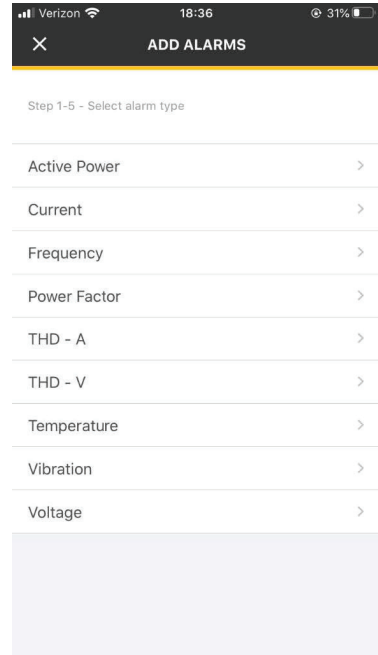 Verizon 18:36 31%
ADD ALARMS
Step 1-5 - Select alarm type
Active Power
Current
Frequency
Power Factor
THD - A
THD - V
Temperature
Vibration
Voltage